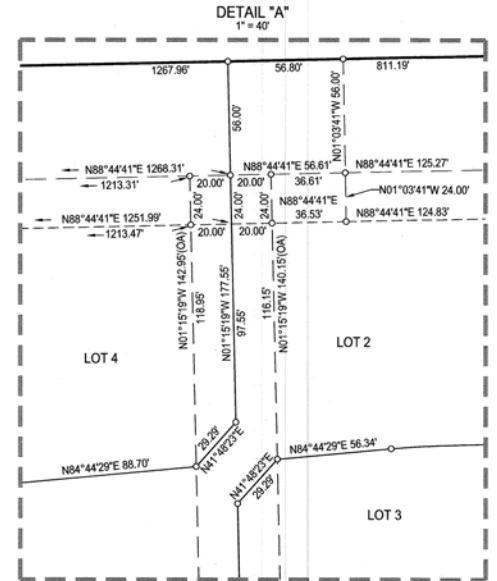 DETAIL "A"
1" = 40'
1267.96'
56.80'
811.19'
56.00'
N01°03'41"W 56.00'
N88°44'41"E 1268.31'
N88°44'41"E 56.61'
N88°44'41"E 125.27'
1213.31'
20.00'
20.00'
36.61'
N01°03'41"W 24.00'
24.00'
24.00'
24.00'
N88°44'41"E 1251.99'
N88°44'41"E
36.53'
N88°44'41"E 124.83'
1213.47'
20.00'
20.00'
N01°15'19"W 142.95'(OA)
118.95'
N01°15'19"W 177.55'
97.55'
116.15'
N01°15'19"W 140.15'(OA)
LOT 4
LOT 2
29.29'
N41°48'23"E
N84°44'29"E 88.70'
N84°44'29"E 56.34'
N41°48'23"E
29.29'
LOT 3